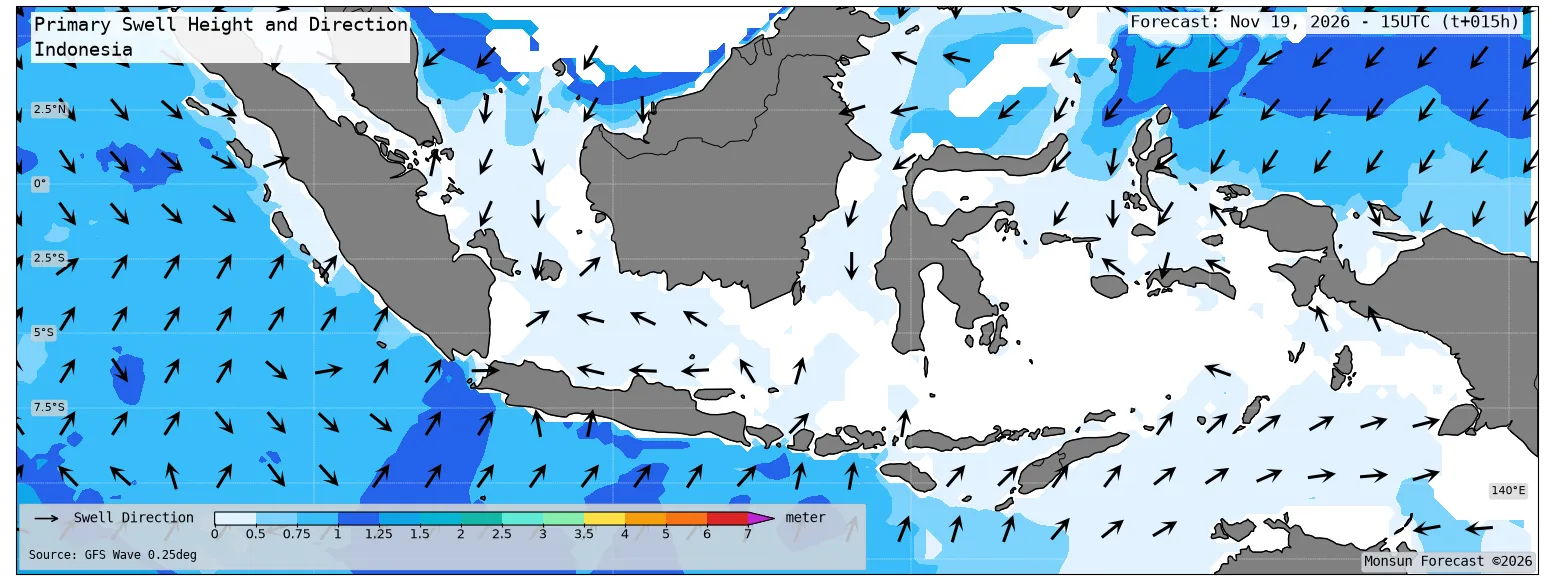 Primary Swell Height and Direction
Indonesia
Forecast: Nov 19, 2026 - 15UTC (t+015h)
2.5°N
0°
2.5°S
5°S
7.5°S
140°E
Swell Direction
meter
0 0.5 0.75 1 1.25 1.5 2 2.5 3 3.5 4 5 6 7
Source: GFS Wave 0.25deg
Monsun Forecast ©2026